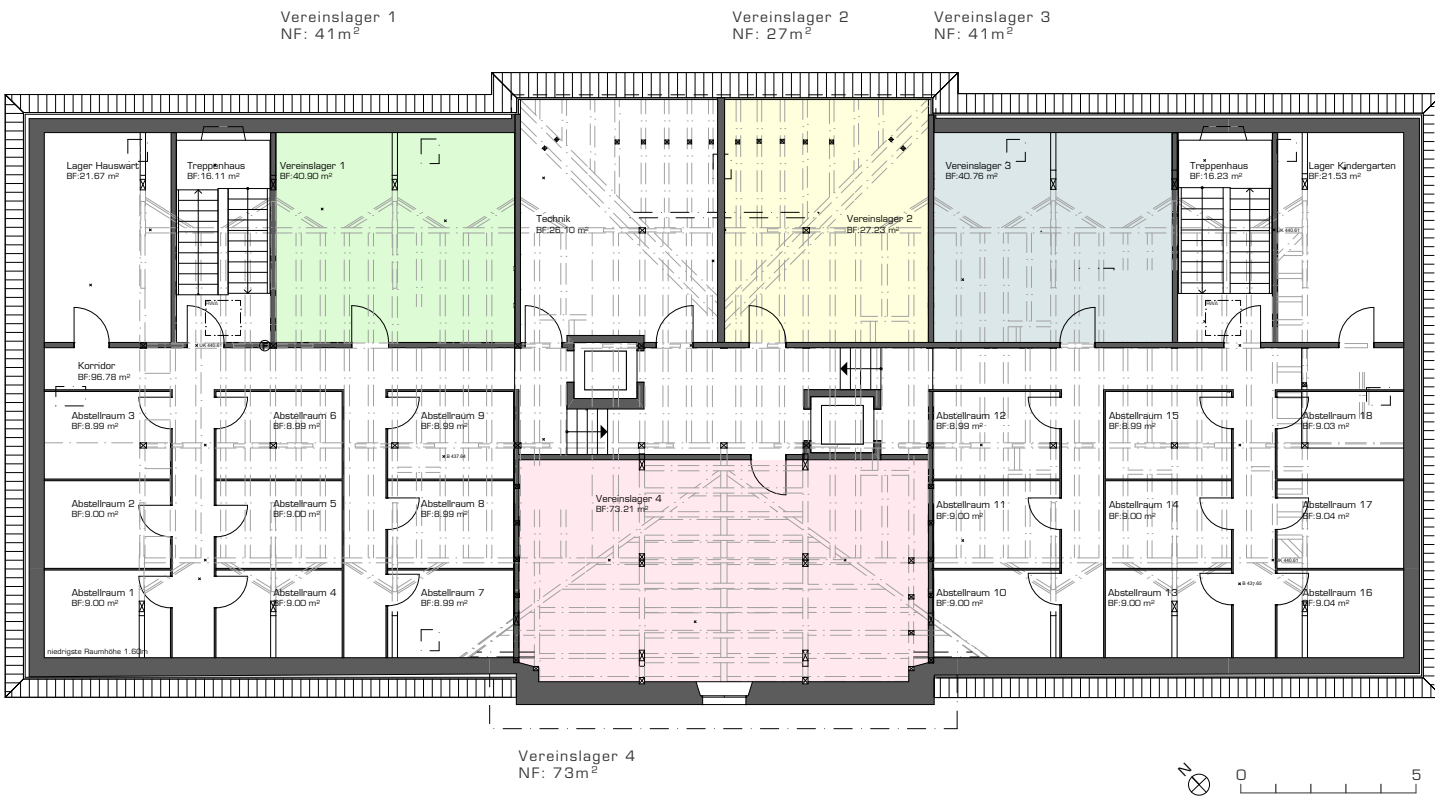 Vereinslager 1
NF: 41m²
Vereinslager 2
NF: 27m²
Vereinslager 3
NF: 41m²
Lager Hauswart
BF:21.67 m²
Treppenhaus
BF:16.11 m²
Vereinslager 1
BF:40.90 m²
Technik
BF:26.10 m²
Vereinslager 2
BF:27.23 m²
Vereinslager 3
BF:40.76 m²
Treppenhaus
BF:16.23 m²
Lager Kindergarten
BF:21.53 m²
Korridor
BF:96.78 m²
Abstellraum 3
BF:8.99 m²
Abstellraum 6
BF:8.99 m²
Abstellraum 9
BF:8.99 m²
Abstellraum 12
BF:8.99 m²
Abstellraum 15
BF:8.99 m²
Abstellraum 18
BF:9.03 m²
Abstellraum 2
BF:9.00 m²
Abstellraum 5
BF:9.00 m²
Abstellraum 8
BF:8.99 m²
Vereinslager 4
BF:73.21 m²
Abstellraum 11
BF:9.00 m²
Abstellraum 14
BF:9.00 m²
Abstellraum 17
BF:9.04 m²
Abstellraum 1
BF:9.00 m²
Abstellraum 4
BF:9.00 m²
Abstellraum 7
BF:8.99 m²
Abstellraum 10
BF:9.00 m²
Abstellraum 13
BF:9.00 m²
Abstellraum 16
BF:9.04 m²
niedrigste Raumhöhe 1.60m
Vereinslager 4
NF: 73m²
N
0
5